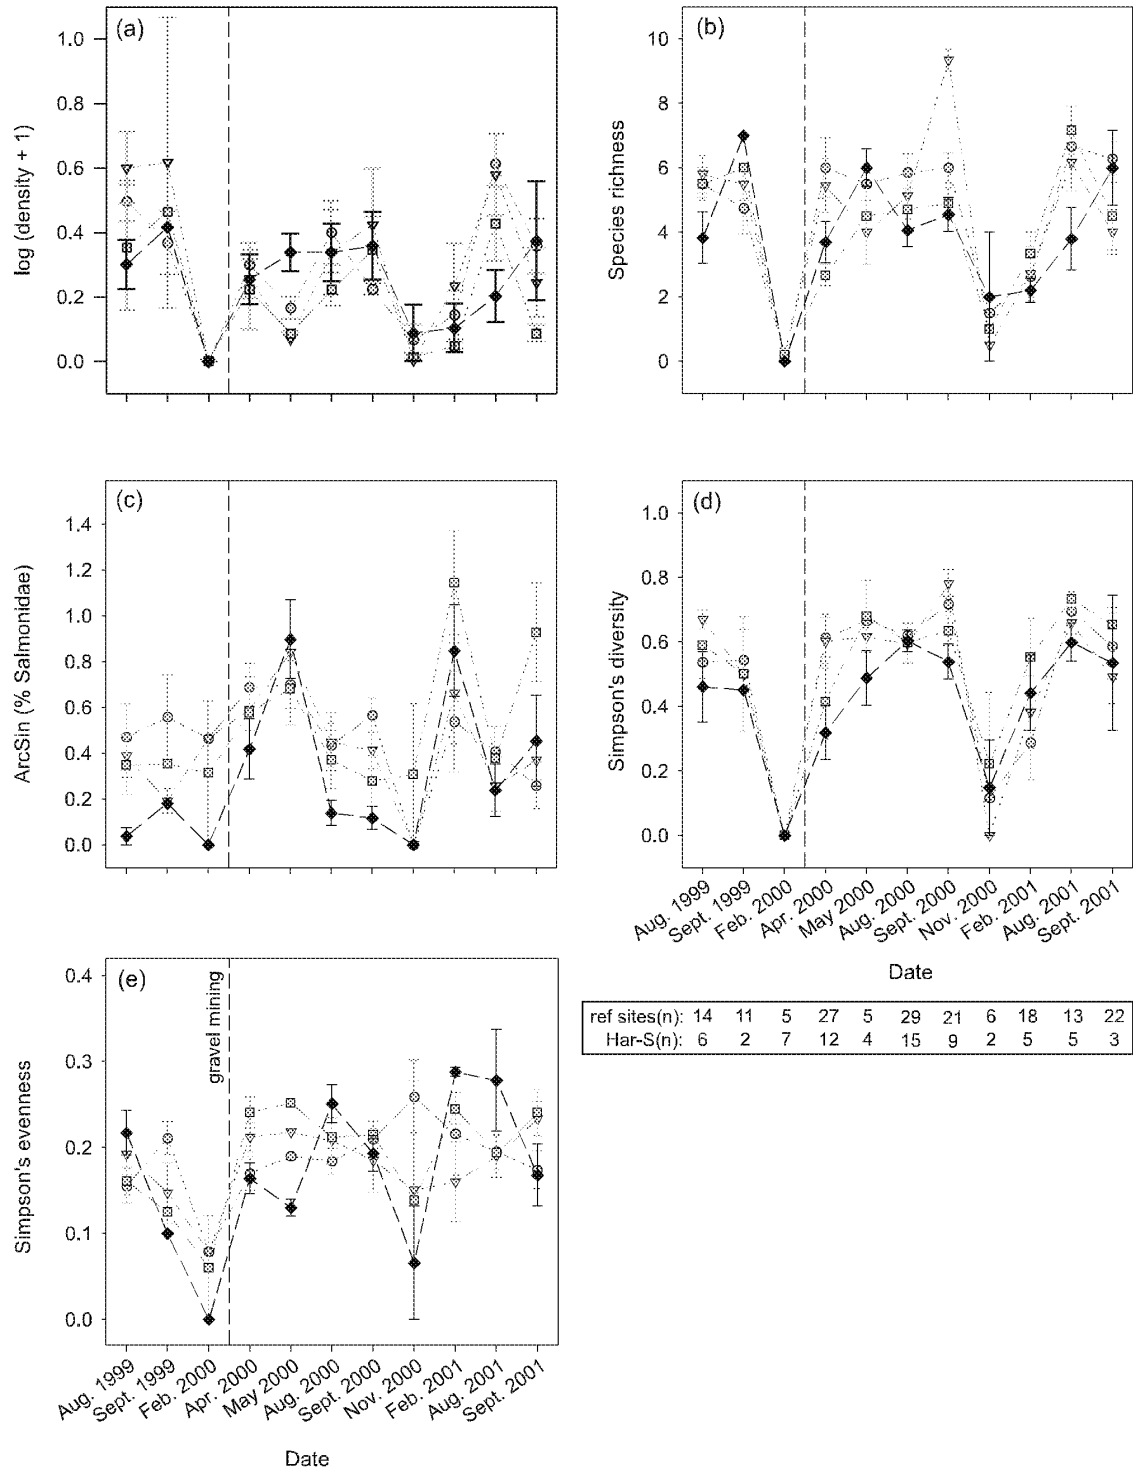 (a)
log (density + 1)
1.0
0.8
0.6
0.4
0.2
0.0
(b)
Species richness
10
8
6
4
2
0
(c)
ArcSin (% Salmonidae)
1.4
1.2
1.0
0.8
0.6
0.4
0.2
0.0
(d)
Simpson's diversity
1.0
0.8
0.6
0.4
0.2
0.0
Aug. 1999
Sept. 1999
Feb. 2000
Apr. 2000
May 2000
Aug. 2000
Sept. 2000
Nov. 2000
Feb. 2001
Aug. 2001
Sept. 2001
Date
ref sites(n): 14 11 5 27 5 29 21 6 18 13 22
Har-S(n): 6 2 7 12 4 15 9 2 5 5 3
(e)
gravel mining
Simpson's evenness
0.4
0.3
0.2
0.1
0.0
Aug. 1999
Sept. 1999
Feb. 2000
Apr. 2000
May 2000
Aug. 2000
Sept. 2000
Nov. 2000
Feb. 2001
Aug. 2001
Sept. 2001
Date